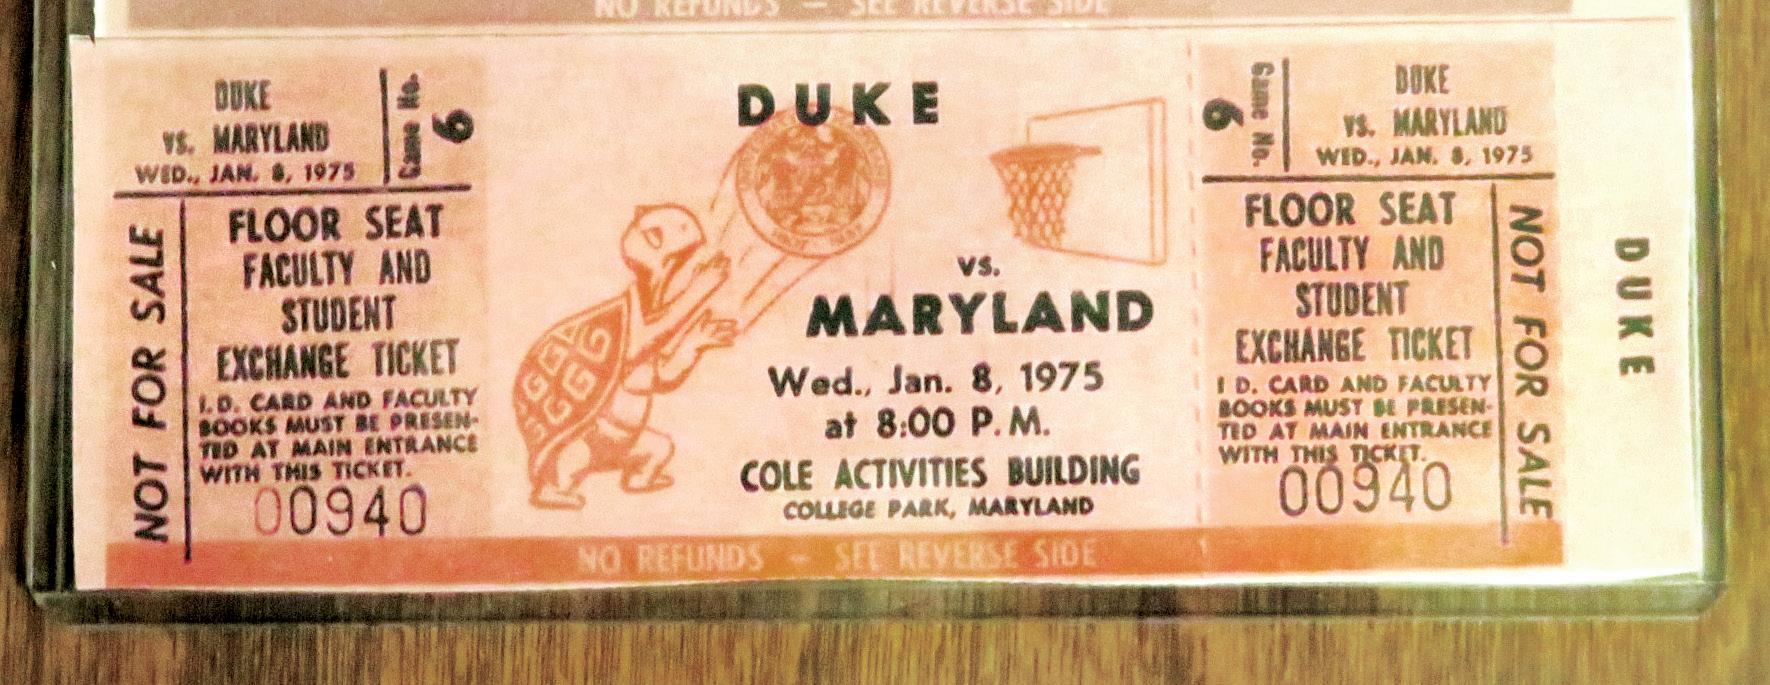 NO REFUNDS — SEE REVERSE SIDE
DUKE
vs. MARYLAND
WED., JAN. 8, 1975
Game No.
6
NOT FOR SALE
FLOOR SEAT
FACULTY AND
STUDENT
EXCHANGE TICKET
I.D. CARD AND FACULTY
BOOKS MUST BE PRESEN-
TED AT MAIN ENTRANCE
WITH THIS TICKET.
00940
DUKE
vs.
MARYLAND
Wed., Jan. 8, 1975
at 8:00 P.M.
COLE ACTIVITIES BUILDING
COLLEGE PARK, MARYLAND
NO REFUNDS — SEE REVERSE SIDE
Game No.
6
DUKE
vs. MARYLAND
WED., JAN. 8, 1975
FLOOR SEAT
FACULTY AND
STUDENT
EXCHANGE TICKET
I D. CARD AND FACULTY
BOOKS MUST BE PRESEN-
TED AT MAIN ENTRANCE
WITH THIS TICKET.
00940
NOT FOR SALE
DUKE